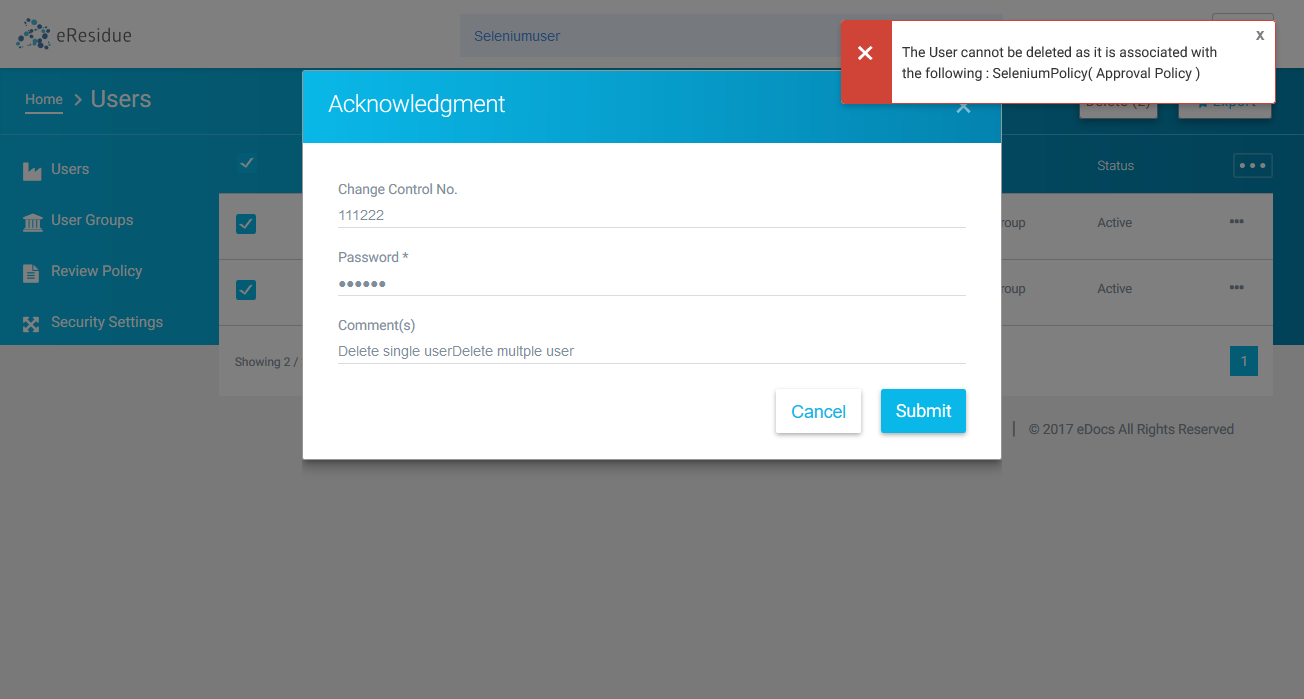 eResidue
Seleniumuser
x
The User cannot be deleted as it is associated with
the following : SeleniumPolicy( Approval Policy )
Home
Users
Acknowledgment
Delete (2)
Export
Users
User Groups
Review Policy
Security Settings
Status
Active
Active
Change Control No.
111222
Password *
Comment(s)
Delete single userDelete multple user
Cancel
Submit
Showing 2 /
1
© 2017 eDocs All Rights Reserved